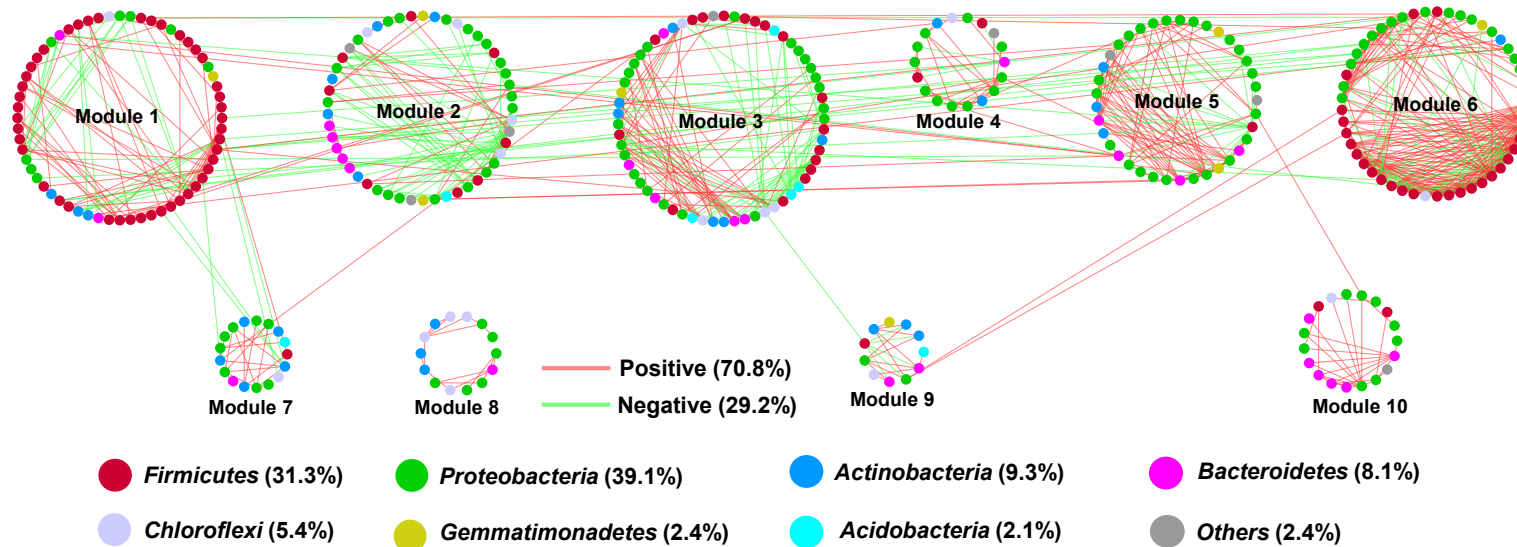 Module 1
Module 2
Module 3
Module 4
Module 5
Module 6
Module 7
Module 8
Positive (70.8%)
Negative (29.2%)
Module 9
Module 10
Firmicutes (31.3%)
Proteobacteria (39.1%)
Actinobacteria (9.3%)
Bacteroidetes (8.1%)
Chloroflexi (5.4%)
Gemmatimonadetes (2.4%)
Acidobacteria (2.1%)
Others (2.4%)